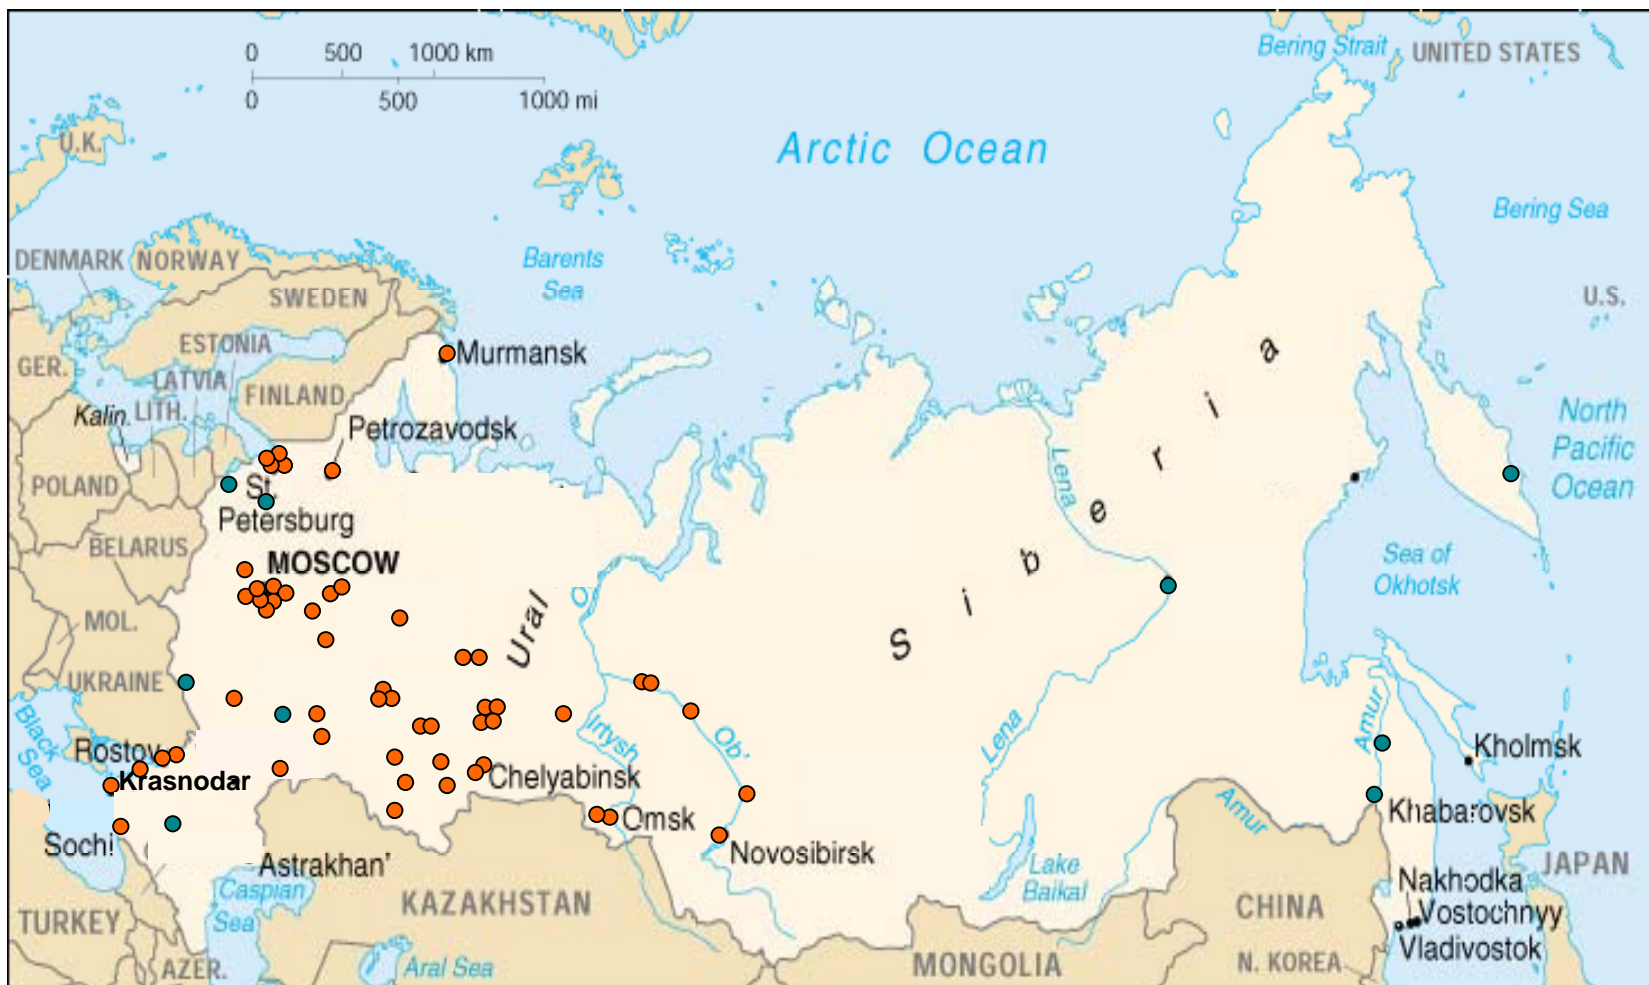 0 500 1000 km
0 500 1000 mi
Bering Strait
UNITED STATES
Arctic Ocean
U.K.
Bering Sea
DENMARK
NORWAY
Barents
Sea
SWEDEN
U.S.
ESTONIA
GER.
LATVIA
FINLAND
Murmansk
Kalin.
LITH.
Petrozavodsk
North
Pacific
Ocean
POLAND
St.
Petersburg
Lena
S i b e r i a
BELARUS
MOSCOW
Sea of
Okhotsk
Ural
MOL.
UKRAINE
Black
Sea
Irtysh
Ob'
Lena
Amur
Rostov
Krasnodar
Kholmsk
Chelyabinsk
Amur
Khabarovsk
Omsk
Sochi
Novosibirsk
Astrakhan'
Lake
Baikal
JAPAN
Caspian
Sea
KAZAKHSTAN
Nakhodka
CHINA
Vostochnyy
TURKEY
Vladivostok
AZER.
Aral Sea
MONGOLIA
N. KOREA